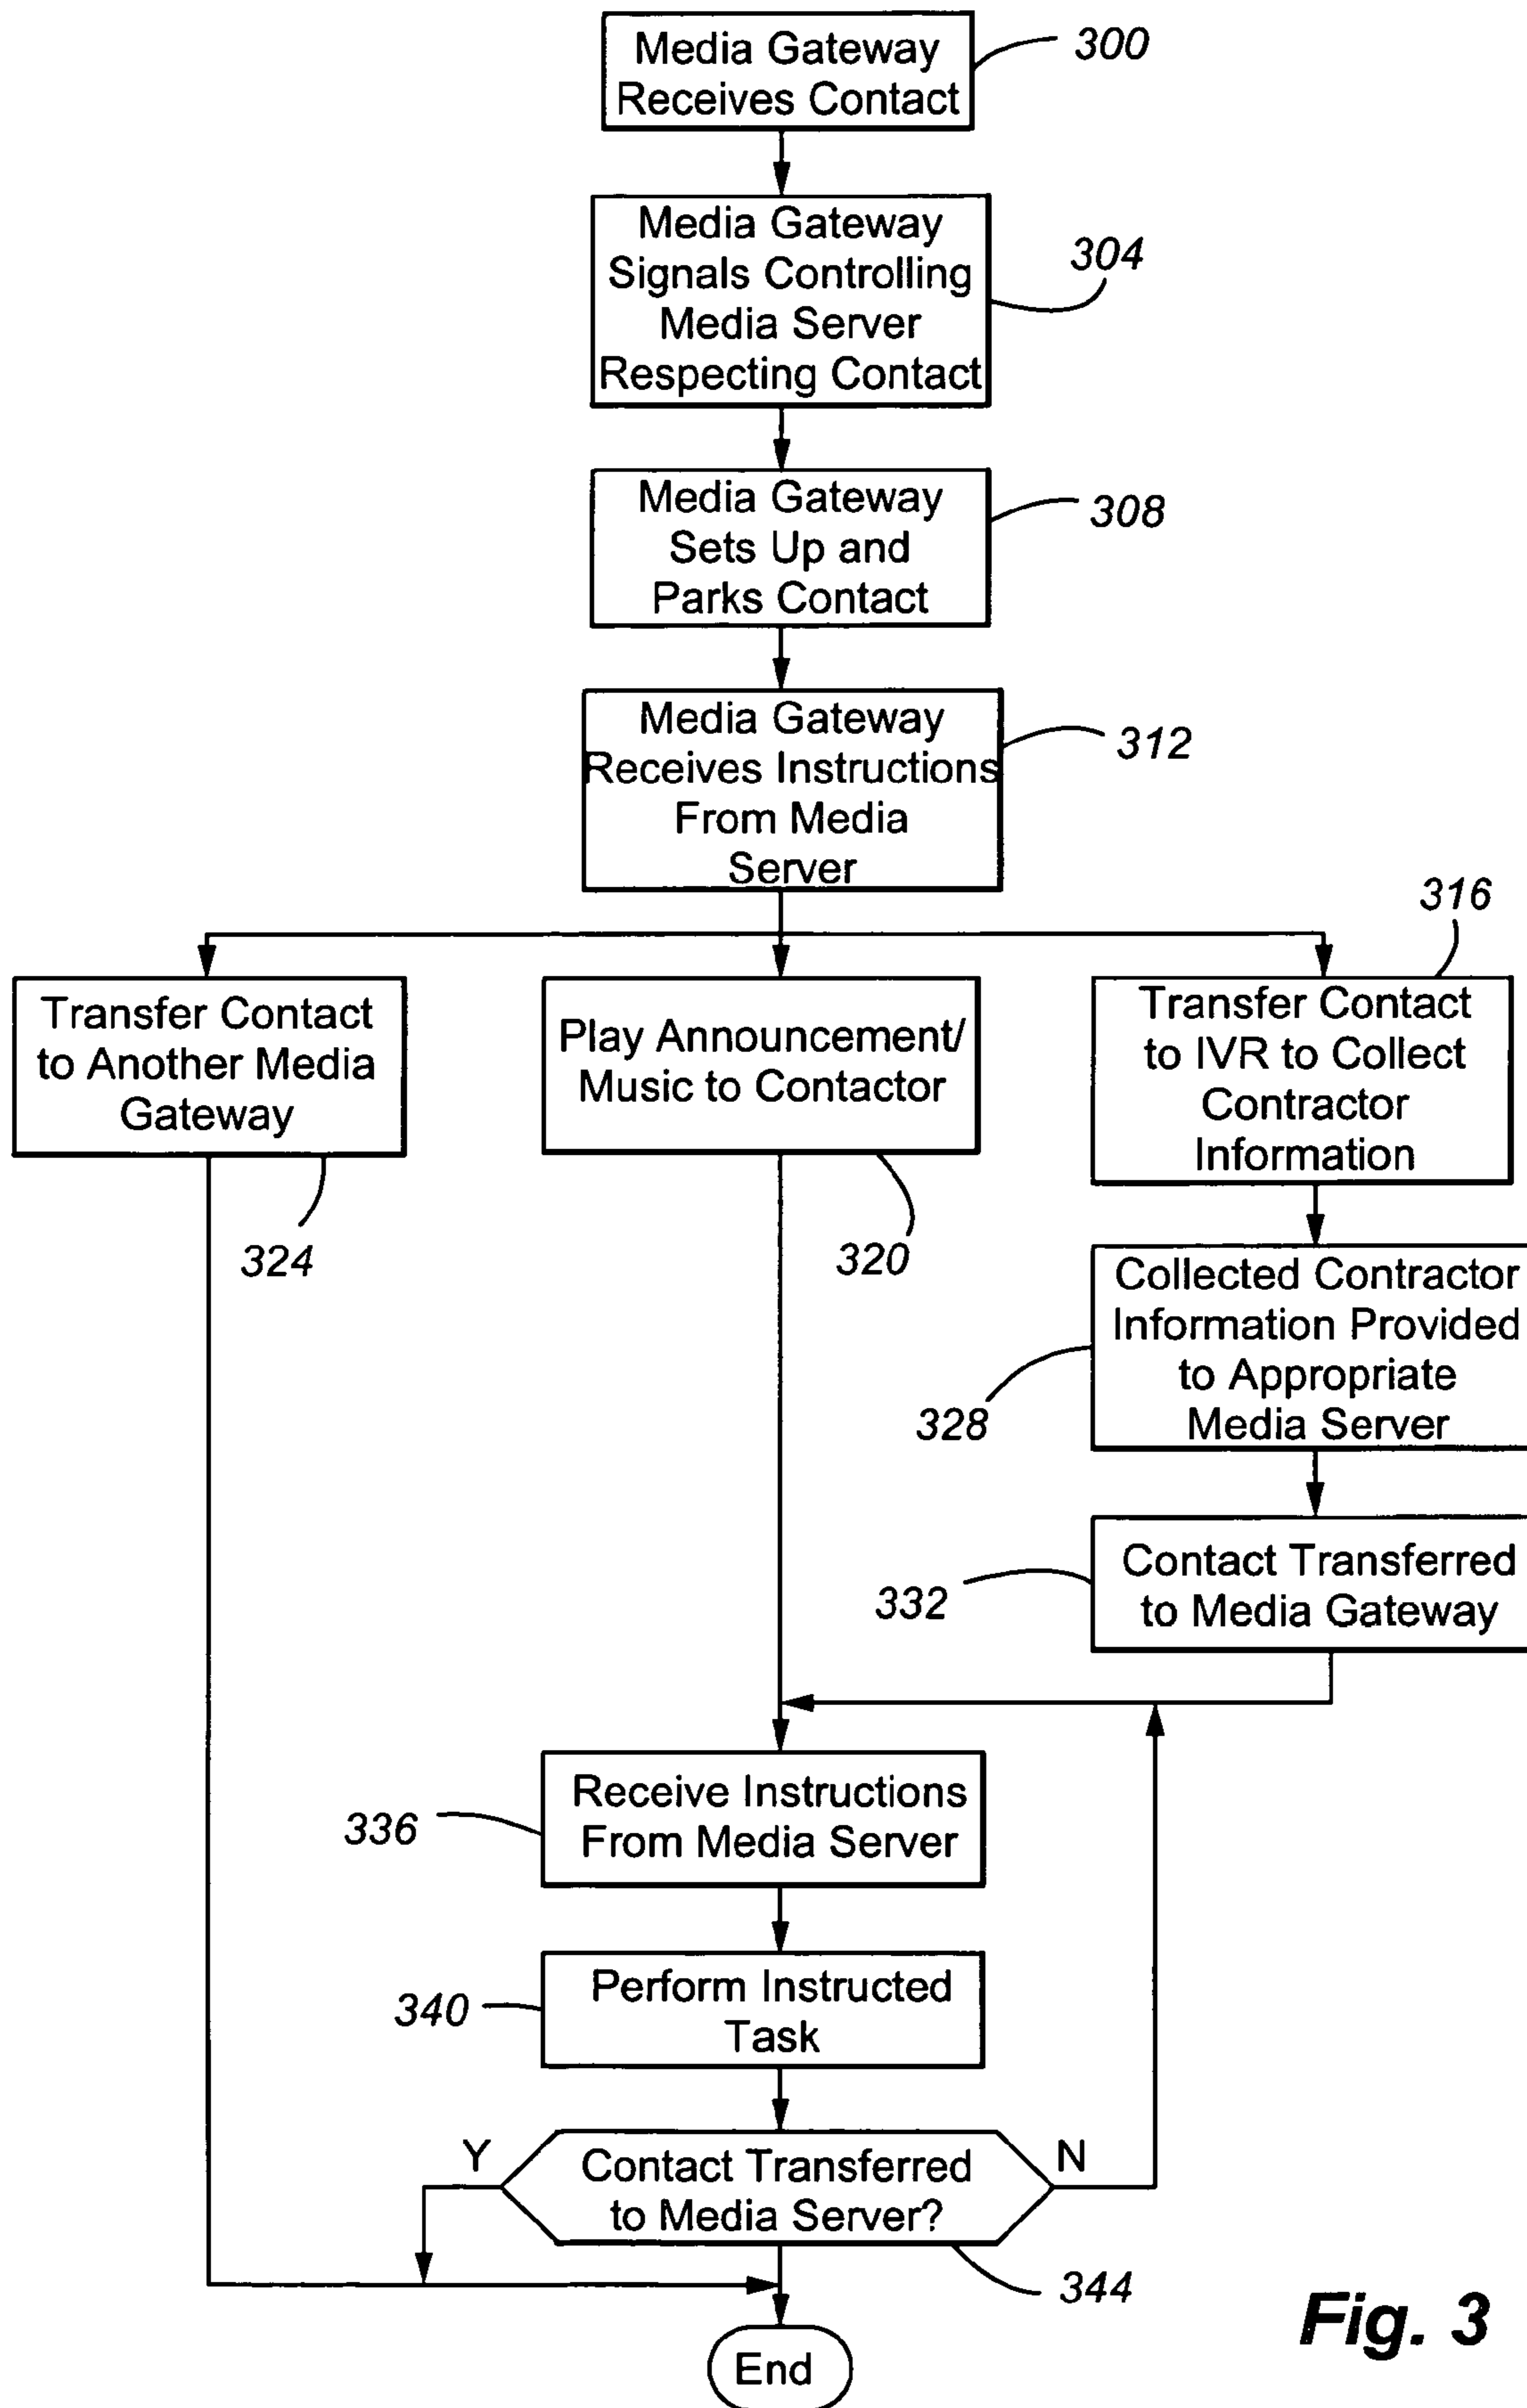 Media Gateway
Receives Contact
300
Media Gateway
Signals Controlling
Media Server
Respecting Contact
304
Media Gateway
Sets Up and
Parks Contact
308
Media Gateway
Receives Instructions
From Media
Server
312
Transfer Contact
to Another Media
Gateway
324
Play Announcement/
Music to Contactor
320
316
Transfer Contact
to IVR to Collect
Contractor
Information
Collected Contractor
Information Provided
to Appropriate
Media Server
328
Contact Transferred
to Media Gateway
332
Receive Instructions
From Media Server
336
Perform Instructed
Task
340
Y
Contact Transferred
to Media Server?
N
344
End
Fig. 3